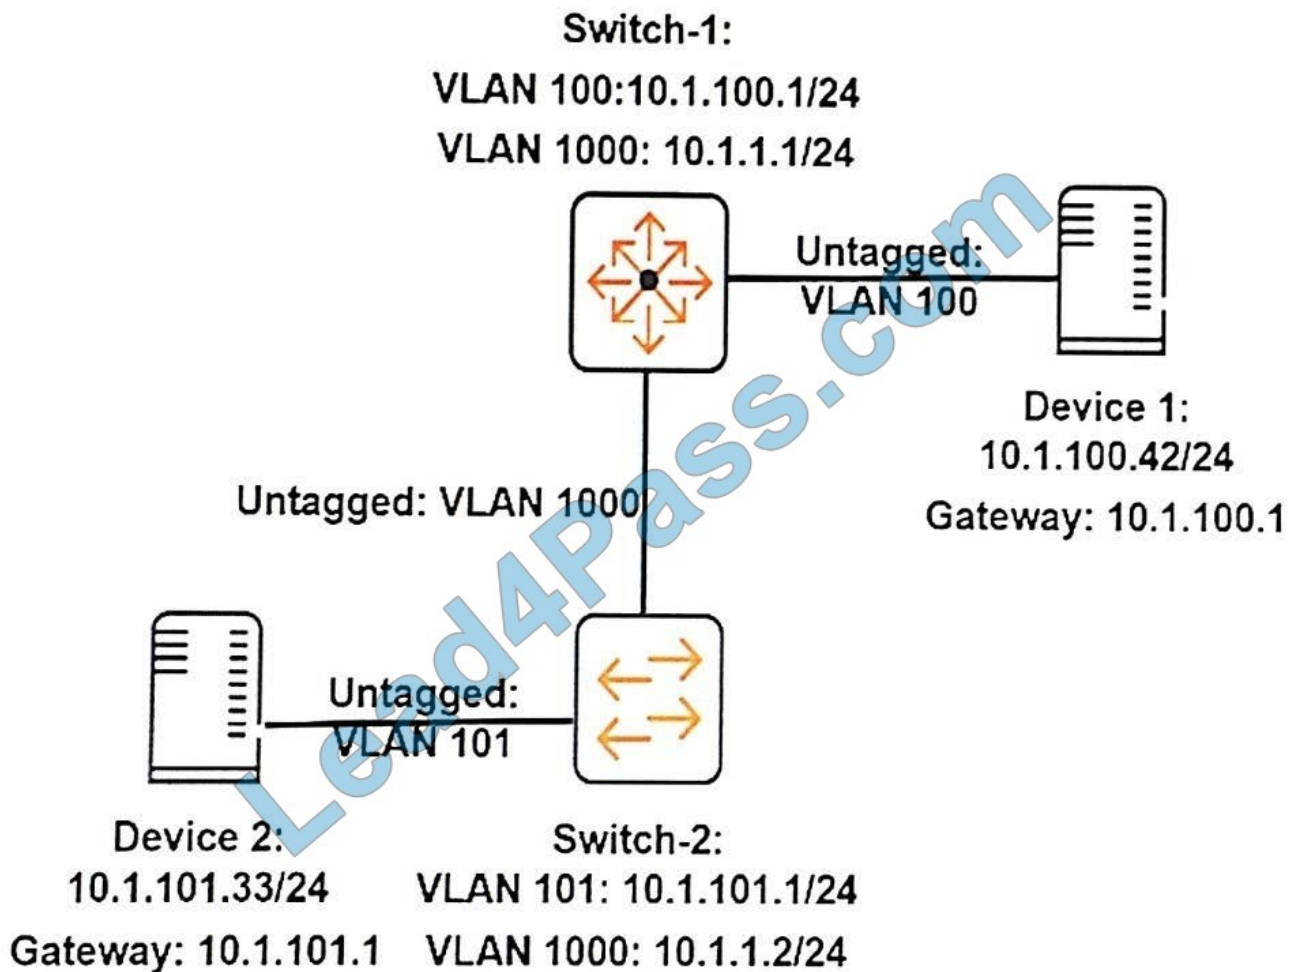 Switch-1:
VLAN 100:10.1.100.1/24
VLAN 1000: 10.1.1.1/24
Untagged:
VLAN 100
Device 1:
10.1.100.42/24
Gateway: 10.1.100.1
Untagged: VLAN 1000
Untagged:
VLAN 101
Device 2:
10.1.101.33/24
Gateway: 10.1.101.1
Switch-2:
VLAN 101: 10.1.101.1/24
VLAN 1000: 10.1.1.2/24
Lead4Pass.com